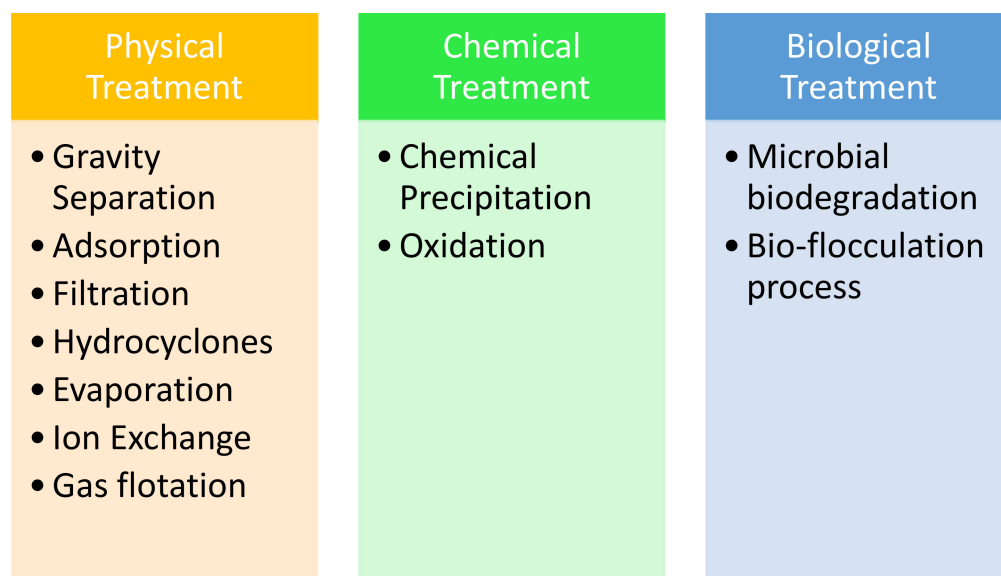 Physical
Treatment
• Gravity
Separation
• Adsorption
• Filtration
• Hydrocyclones
• Evaporation
• Ion Exchange
• Gas flotation
Chemical
Treatment
• Chemical
Precipitation
• Oxidation
Biological
Treatment
• Microbial
biodegradation
• Bio-flocculation
process